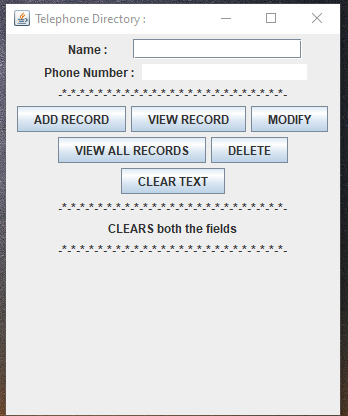 Telephone Directory :
Name :
Phone Number :
-*-*-*-*-*-*-*-*-*-*-*-*-*-*-*-*-*-*-*-*-*-*-*-*-*-*-
ADD RECORD VIEW RECORD MODIFY
VIEW ALL RECORDS DELETE
CLEAR TEXT
-*-*-*-*-*-*-*-*-*-*-*-*-*-*-*-*-*-*-*-*-*-*-*-*-*-*-
CLEARS both the fields
-*-*-*-*-*-*-*-*-*-*-*-*-*-*-*-*-*-*-*-*-*-*-*-*-*-*-